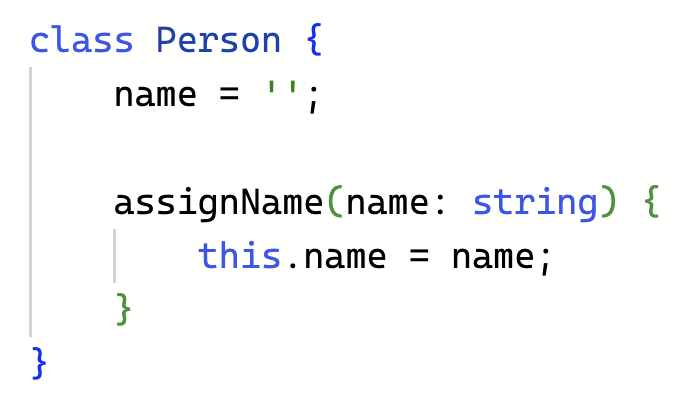 class Person {
    name = '';

    assignName(name: string) {
        this.name = name;
    }
}